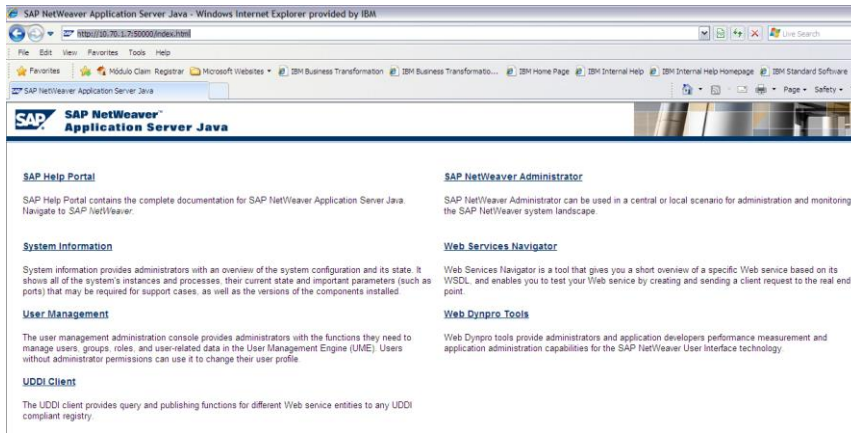 SAP NetWeaver Application Server Java - Windows Internet Explorer provided by IBM
http://10.70.1.7:50000/index.html
Live Search
File Edit View Favorites Tools Help
Favorites Módulo Claim Registrar Microsoft Websites IBM Business Transformation IBM Business Transformatio... IBM Home Page IBM Internal Help IBM Internal Help Homepage IBM Standard Software
SAP NetWeaver Application Server Java
Page Safety
SAP SAP NetWeaver™
Application Server Java
SAP Help Portal
SAP Help Portal contains the complete documentation for SAP NetWeaver Application Server Java.
Navigate to SAP NetWeaver.
System Information
System information provides administrators with an overview of the system configuration and its state. It
shows all of the system's instances and processes, their current state and important parameters (such as
ports) that may be required for support cases, as well as the versions of the components installed.
User Management
The user management administration console provides administrators with the functions they need to
manage users, groups, roles, and user-related data in the User Management Engine (UME). Users
without administrator permissions can use it to change their user profile.
UDDI Client
The UDDI client provides query and publishing functions for different Web service entities to any UDDI
compliant registry.
SAP NetWeaver Administrator
SAP NetWeaver Administrator can be used in a central or local scenario for administration and monitoring
the SAP NetWeaver system landscape.
Web Services Navigator
Web Services Navigator is a tool that gives you a short overview of a specific Web service based on its
WSDL, and enables you to test your Web service by creating and sending a client request to the real end
point.
Web Dynpro Tools
Web Dynpro tools provide administrators and application developers performance measurement and
application administration capabilities for the SAP NetWeaver User Interface technology.